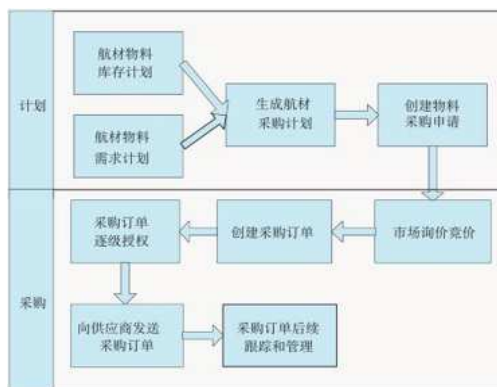 计划
航材物料
库存计划
航材物料
需求计划
生成航材
采购计划
创建物料
采购申请
采购
采购订单
逐级授权
创建采购订单
市场询价竞价
向供应商发送
采购订单
采购订单后续
跟踪和管理